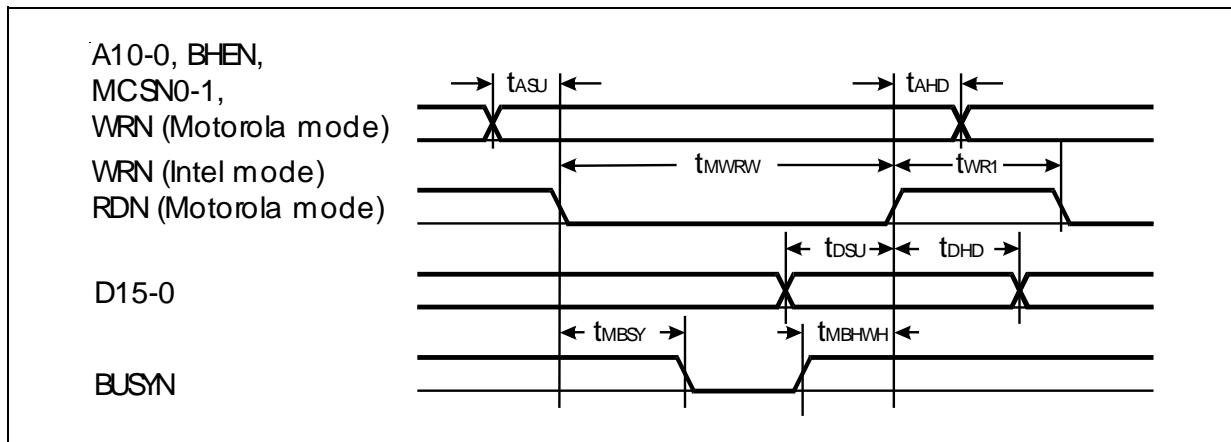 A10-0, BHEN,
MCSN0-1,
WRN (Motorola mode)
WRN (Intel mode)
RDN (Motorola mode)
D15-0
BUSYN
tASU
tAHD
tMWRW
tWR1
tDSU
tDHD
tMBSY
tMBHWH